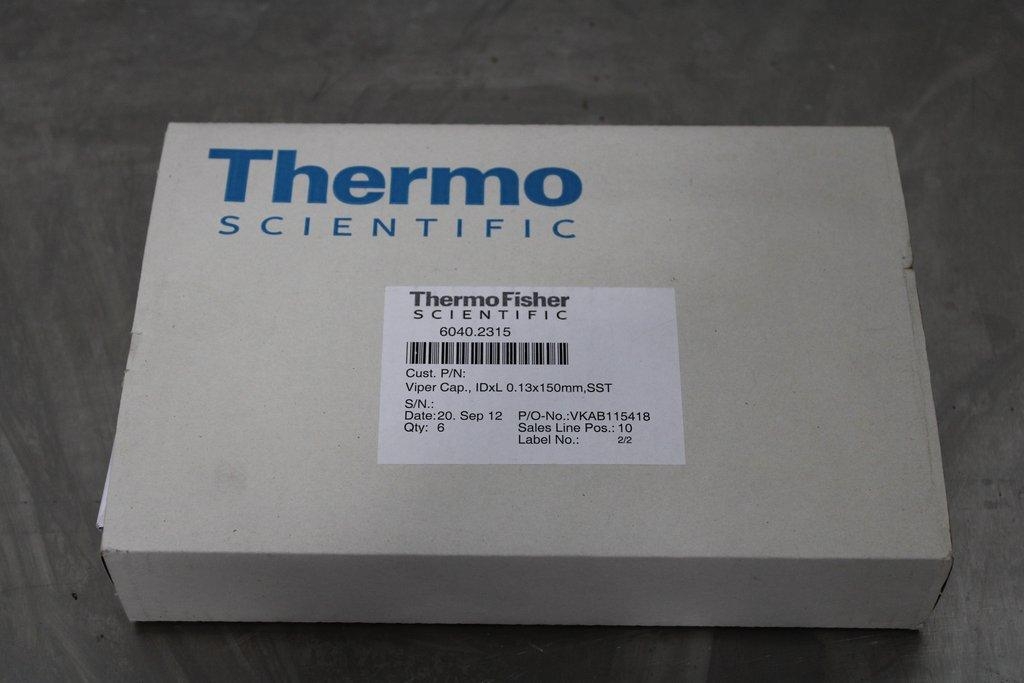 Thermo
SCIENTIFIC
ThermoFisher
SCIENTIFIC
6040.2315
Cust. P/N:
Viper Cap., IDxL 0.13x150mm,SST
S/N.:
Date:20. Sep 12 P/O-No.:VKAB115418
Qty: 6 Sales Line Pos.: 10
Label No.: 2/2